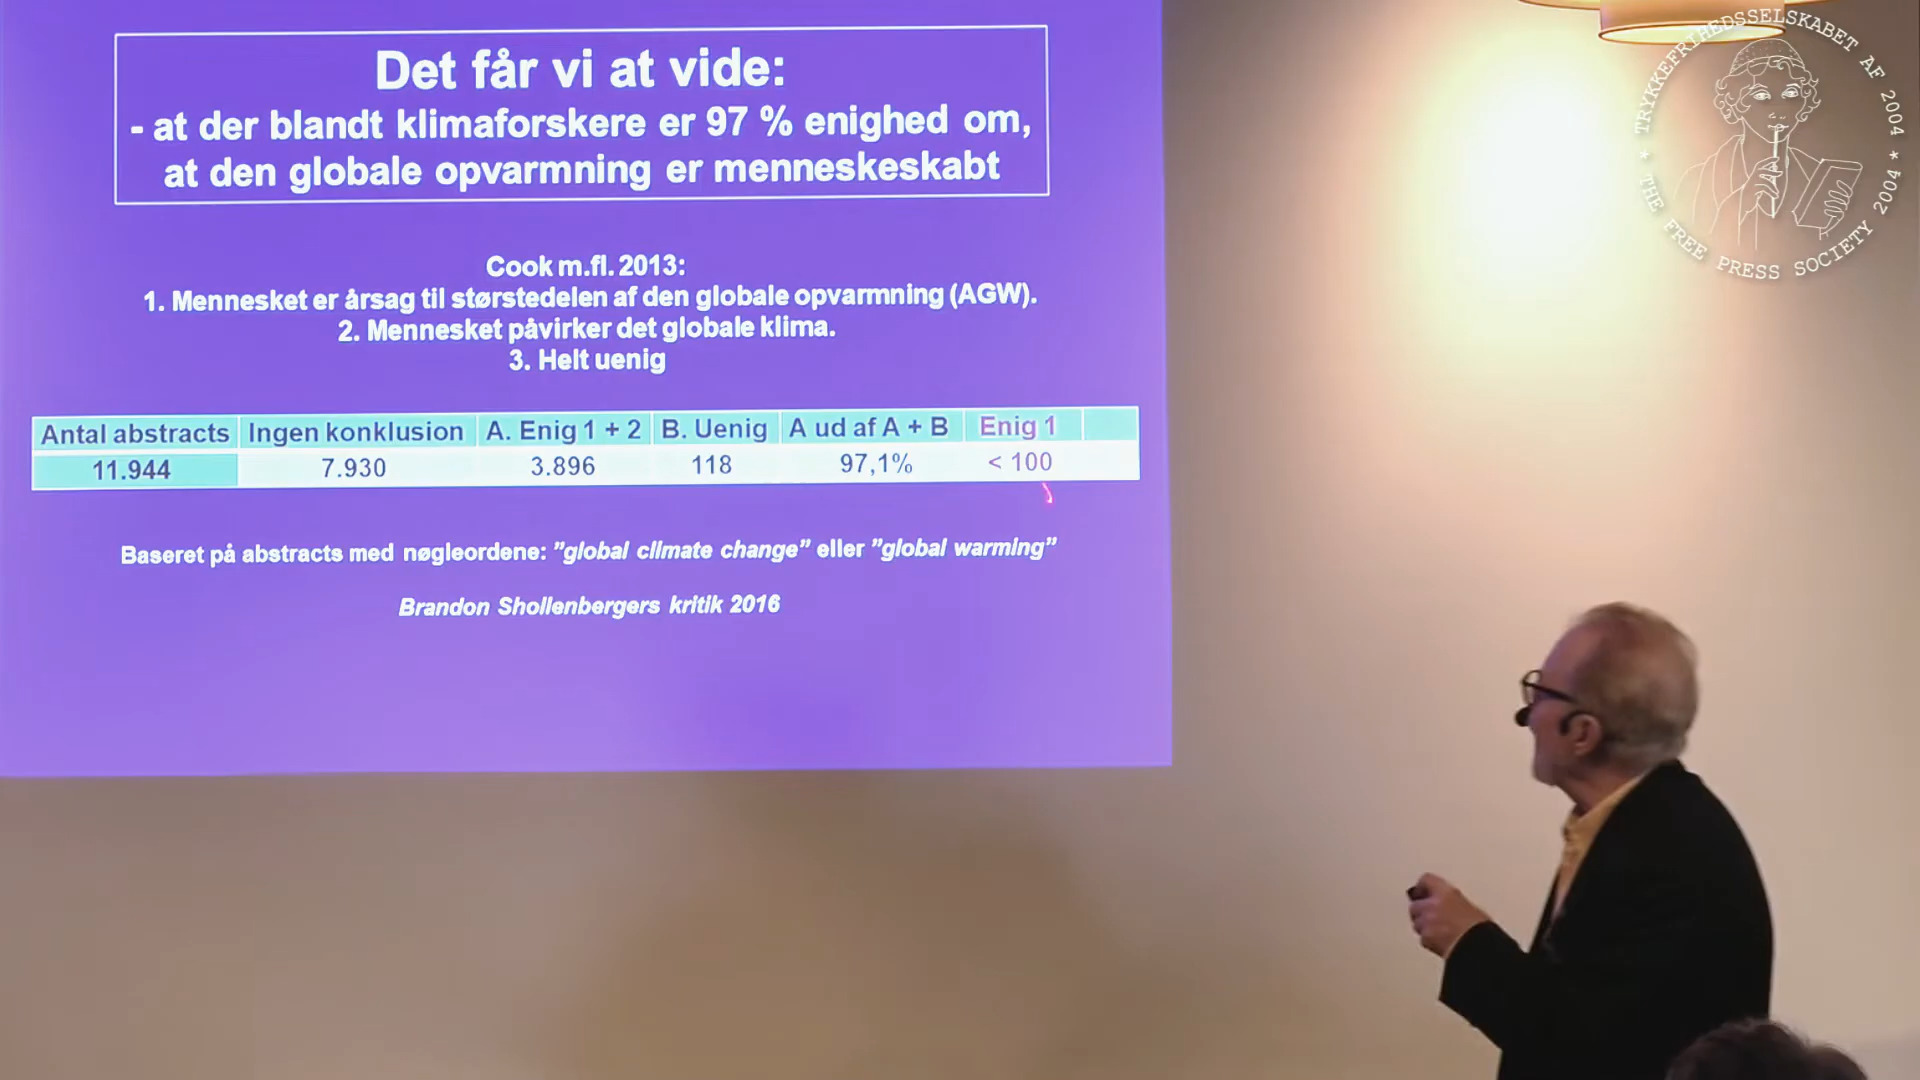 Det får vi at vide:
- at der blandt klimaforskere er 97 % enighed om,
at den globale opvarmning er menneskeskabt
Cook m.fl. 2013:
1. Mennesket er årsag til størstedelen af den globale opvarmning (AGW).
2. Mennesket påvirker det globale klima.
3. Helt uenig
Antal abstracts Ingen konklusion A. Enig 1 + 2 B. Uenig A ud af A + B Enig 1
11.944 7.930 3.896 118 97,1% < 100
Baseret på abstracts med nøgleordene: ”global climate change” eller ”global warming”
Brandon Shollenbergers kritik 2016
TRYKKEFRIHEDSSELSKABET AF 2004 *
* THE FREE PRESS SOCIETY 2004